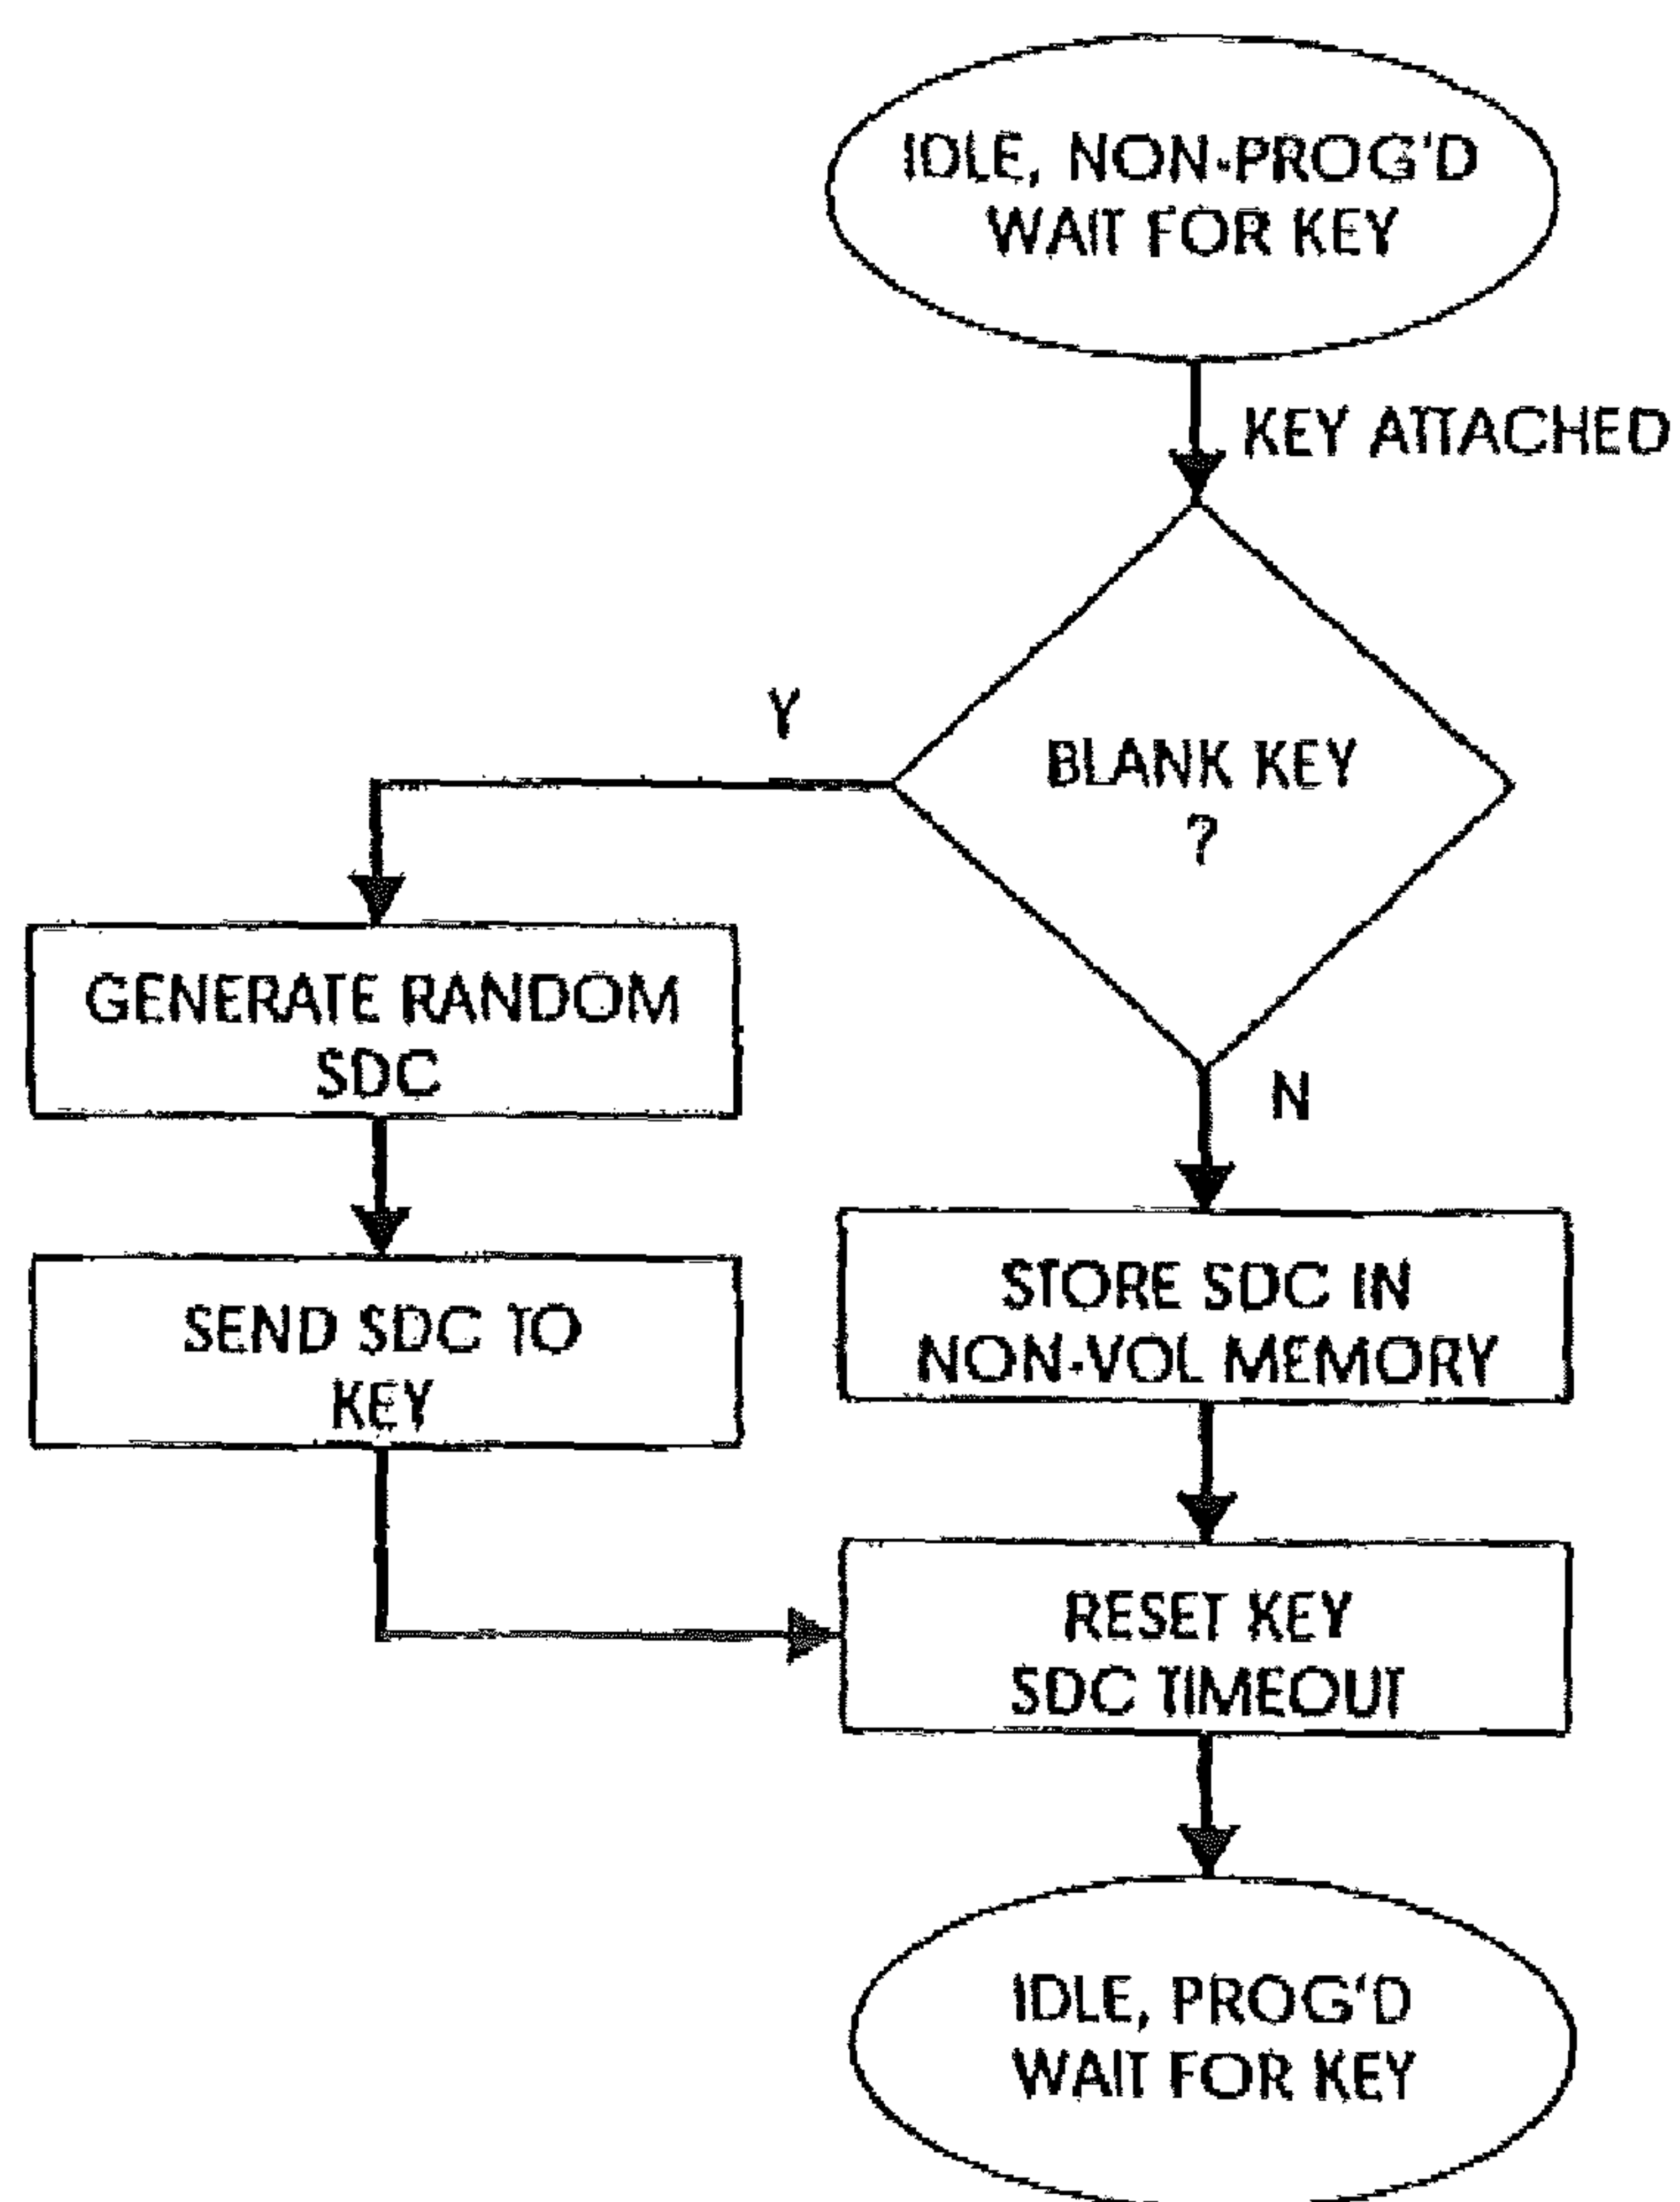 IDLE, NON-PROG'D
WAIT FOR KEY
KEY ATTACHED
BLANK KEY
?
Y
N
GENERATE RANDOM
SDC
SEND SDC TO
KEY
STORE SDC IN
NON-VOL MEMORY
RESET KEY
SDC TIMEOUT
IDLE, PROG'D
WAIT FOR KEY